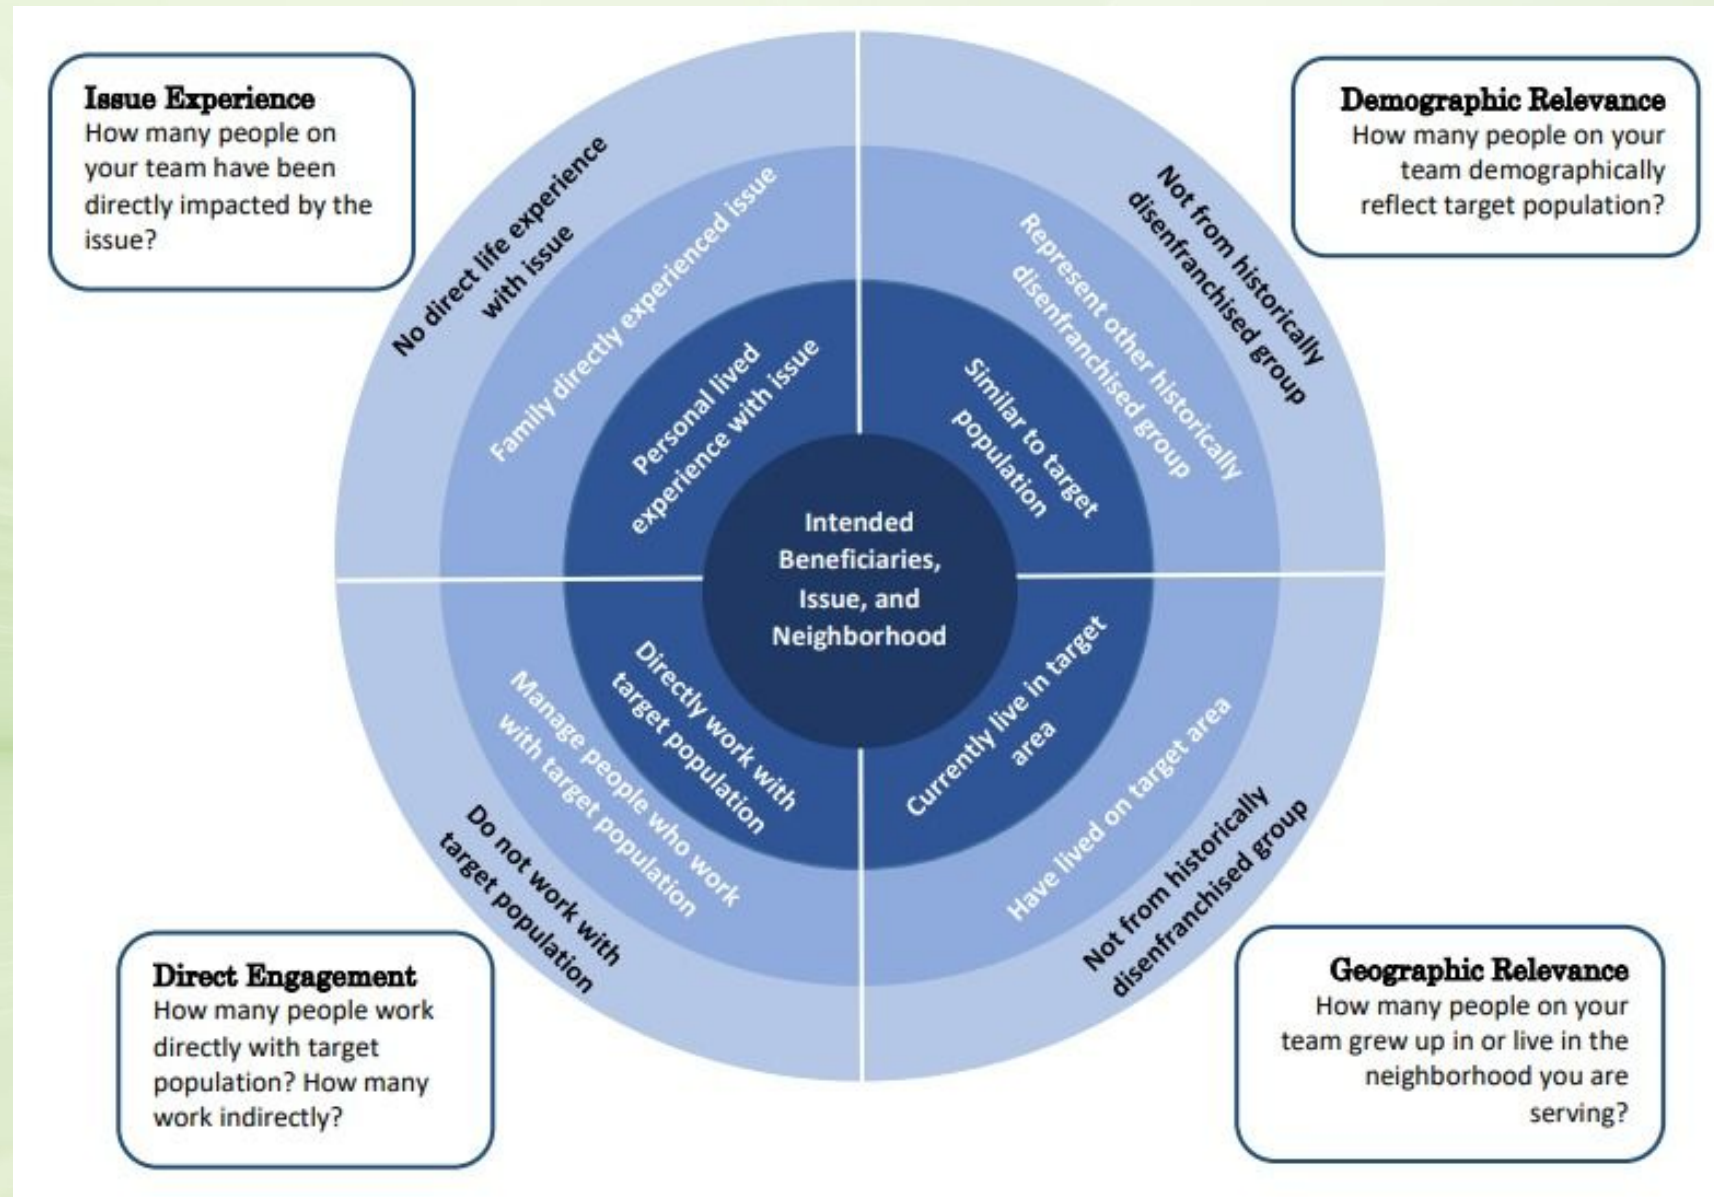 Issue Experience
How many people on
your team have been
directly impacted by the
issue?
Demographic Relevance
How many people on your
team demographically
reflect target population?
No direct life experience
with issue
Family directly experienced issue
Personal lived
experience with issue
Not from historically
disenfranchised group
Represent other historically
disenfranchised group
Similar to target
population
Intended
Beneficiaries,
Issue, and
Neighborhood
Directly work with
target population
Manage people who work
with target population
Do not work with
target population
Currently live in target
area
Have lived on target area
Not from historically
disenfranchised group
Direct Engagement
How many people work
directly with target
population? How many
work indirectly?
Geographic Relevance
How many people on your
team grew up in or live in the
neighborhood you are
serving?